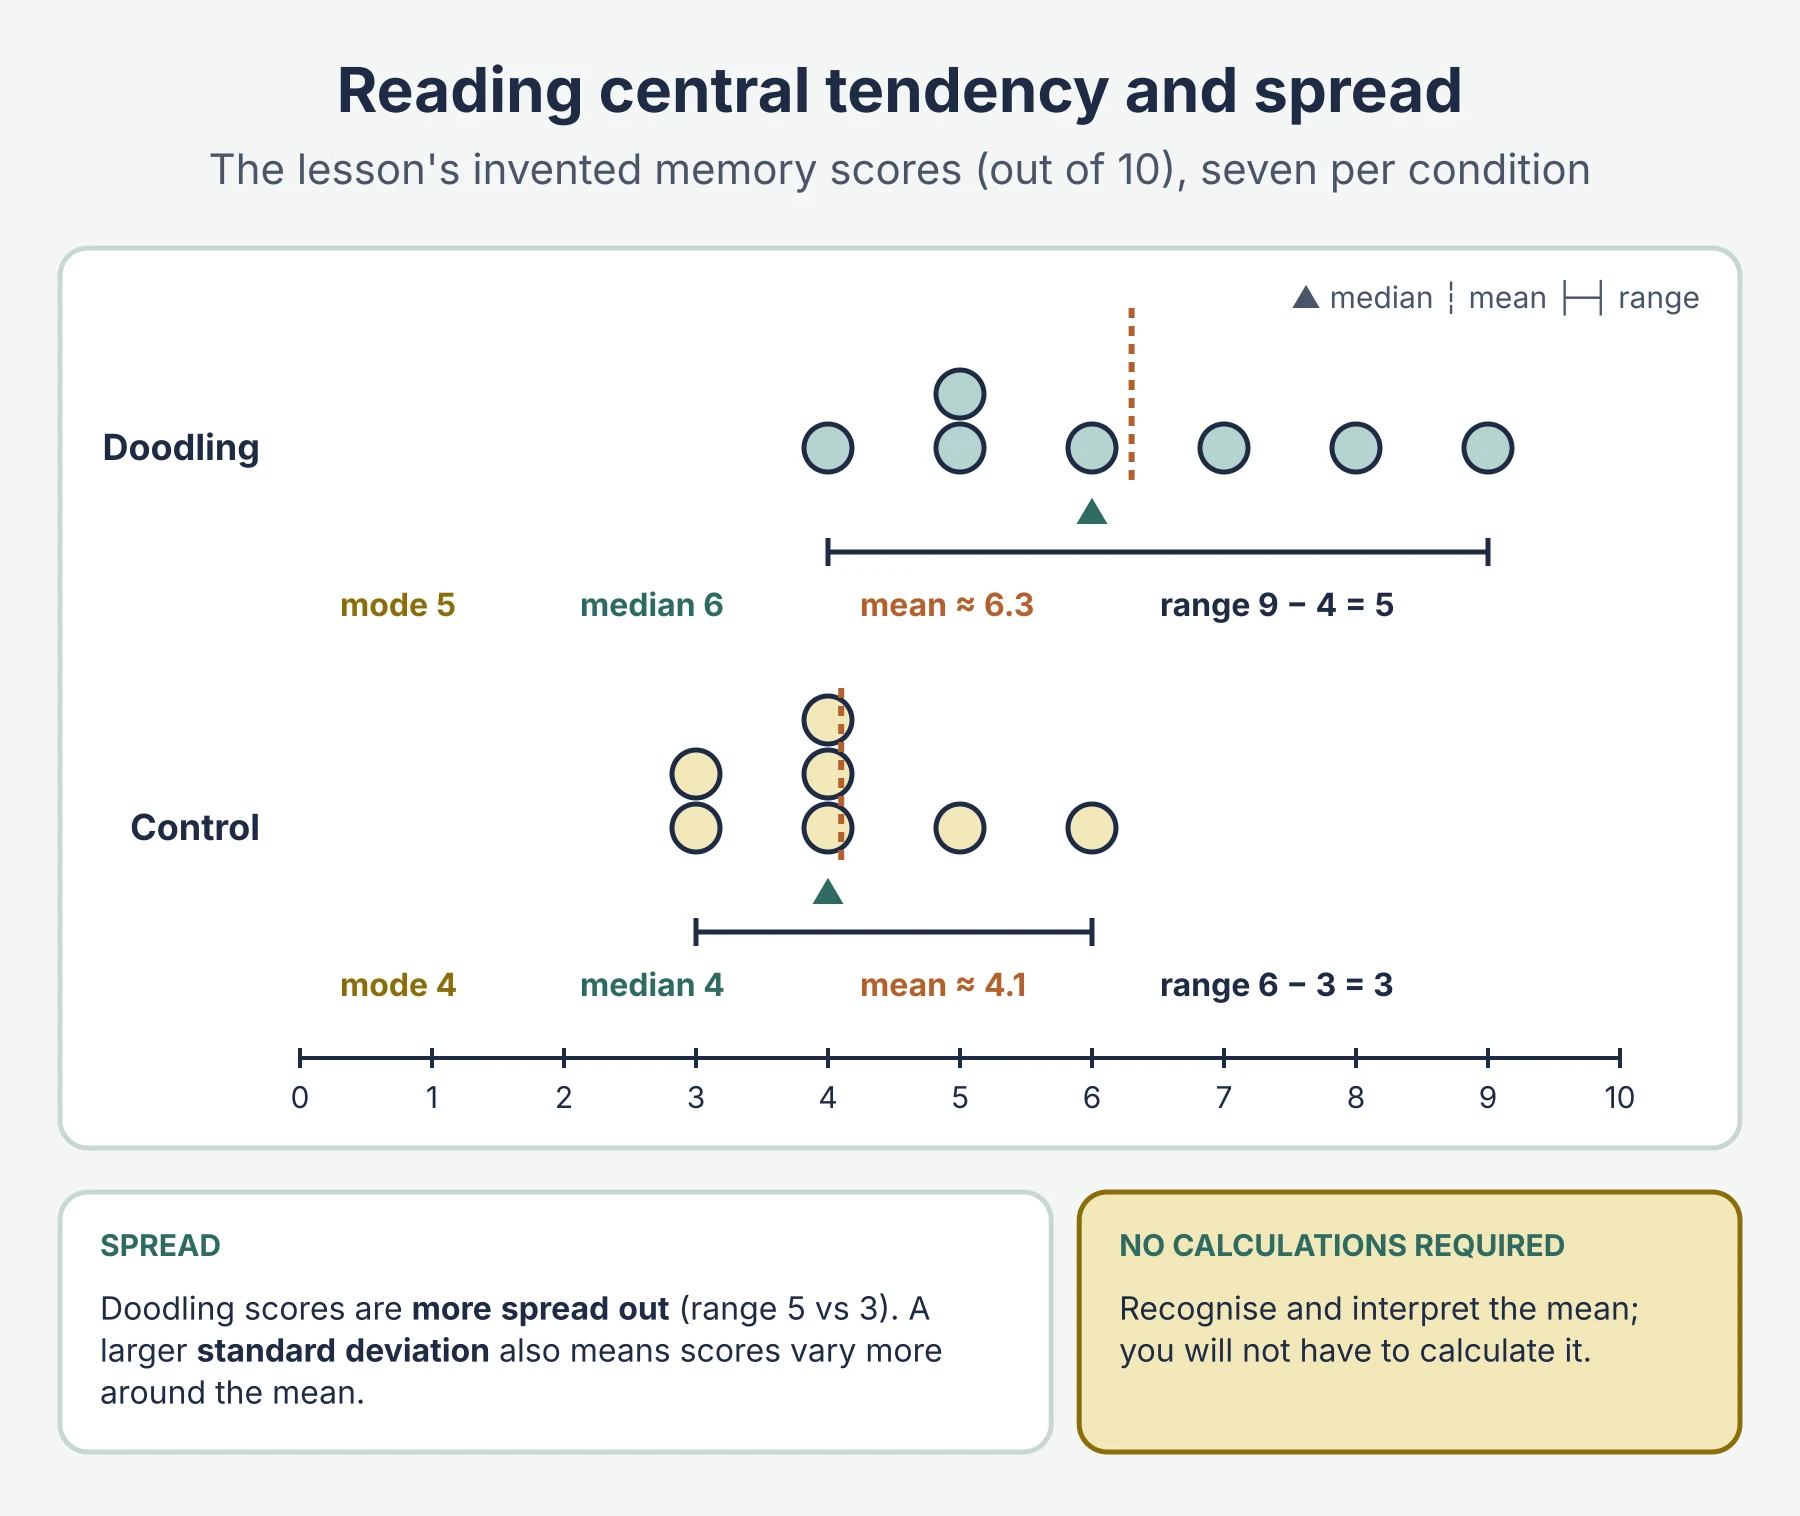 Reading central tendency and spread
The lesson's invented memory scores (out of 10), seven per condition
median mean range
Doodling
mode 5 median 6 mean ≈ 6.3 range 9 − 4 = 5
Control
mode 4 median 4 mean ≈ 4.1 range 6 − 3 = 3
0 1 2 3 4 5 6 7 8 9 10
SPREAD
Doodling scores are more spread out (range 5 vs 3). A
larger standard deviation also means scores vary more
around the mean.
NO CALCULATIONS REQUIRED
Recognise and interpret the mean;
you will not have to calculate it.